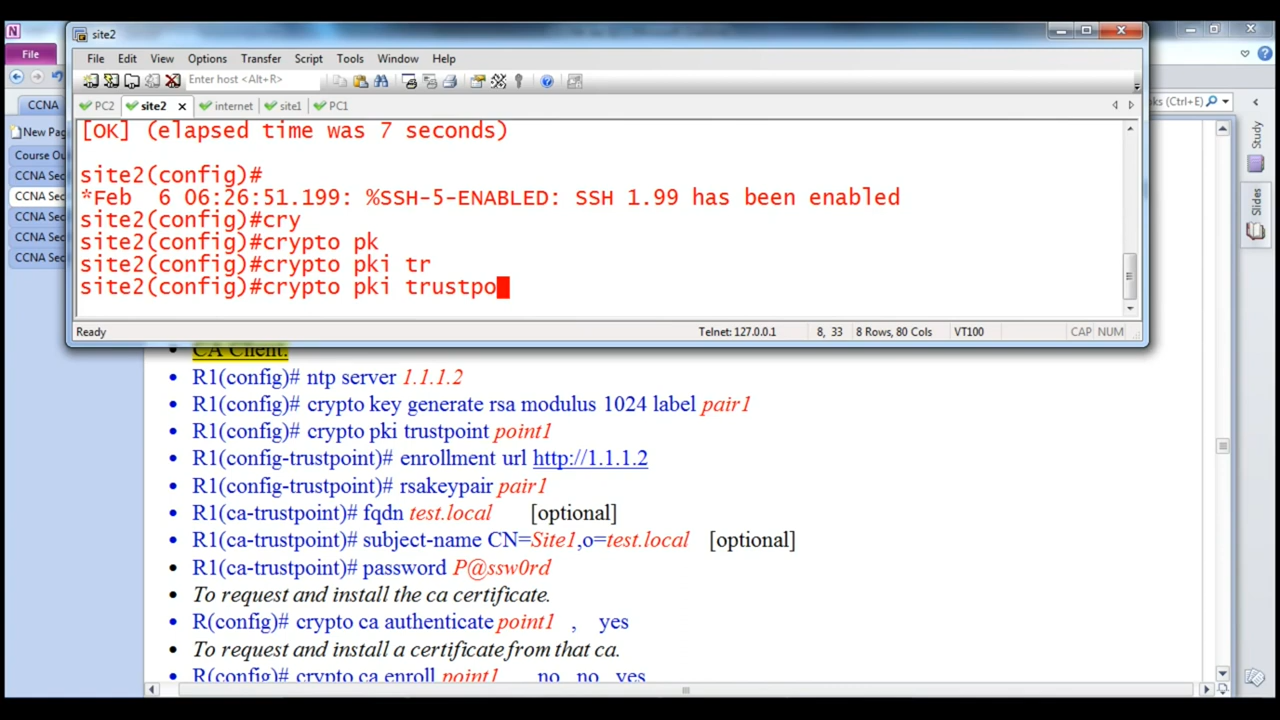 site2
File
File Edit View Options Transfer Script Tools Window Help
Enter host <Alt+R>
CCNA
PC2 site2 internet site1 PC1
ks (Ctrl+E)
New Pag
Course Ou
CCNA Sec
CCNA Sec
CCNA Sec
CCNA Sec
CCNA Sec
Study
Slides
[OK] (elapsed time was 7 seconds)
site2(config)#
*Feb  6 06:26:51.199: %SSH-5-ENABLED: SSH 1.99 has been enabled
site2(config)#cry
site2(config)#crypto pk
site2(config)#crypto pki tr
site2(config)#crypto pki trustpo
Ready Telnet: 127.0.0.1 8, 33 8 Rows, 80 Cols VT100 CAP NUM
CA Client:
• R1(config)# ntp server 1.1.1.2
• R1(config)# crypto key generate rsa modulus 1024 label pair1
• R1(config)# crypto pki trustpoint point1
• R1(config-trustpoint)# enrollment url http://1.1.1.2
• R1(config-trustpoint)# rsakeypair pair1
• R1(ca-trustpoint)# fqdn test.local [optional]
• R1(ca-trustpoint)# subject-name CN=Site1,o=test.local [optional]
• R1(ca-trustpoint)# password P@ssw0rd
• To request and install the ca certificate.
• R(config)# crypto ca authenticate point1 , yes
• To request and install a certificate from that ca.
• R(config)# crypto ca enroll point1 no no yes